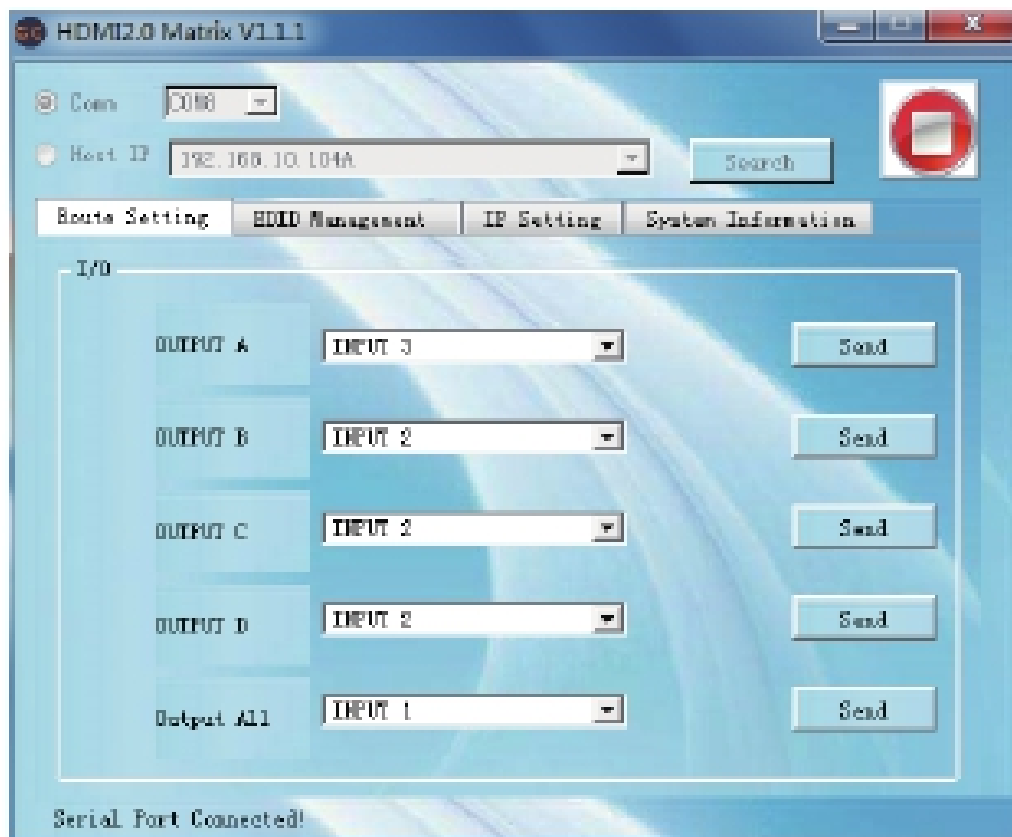 HDMI2.0 Matrix V1.1.1
Comm COM8
Host IP 192.168.10.104A Search
Route Setting EDID Management IP Setting System Information
I/O
OUTPUT A INPUT 3 Send
OUTPUT B INPUT 2 Send
OUTPUT C INPUT 2 Send
OUTPUT D INPUT 2 Send
Output All INPUT 1 Send
Serial Port Connected!